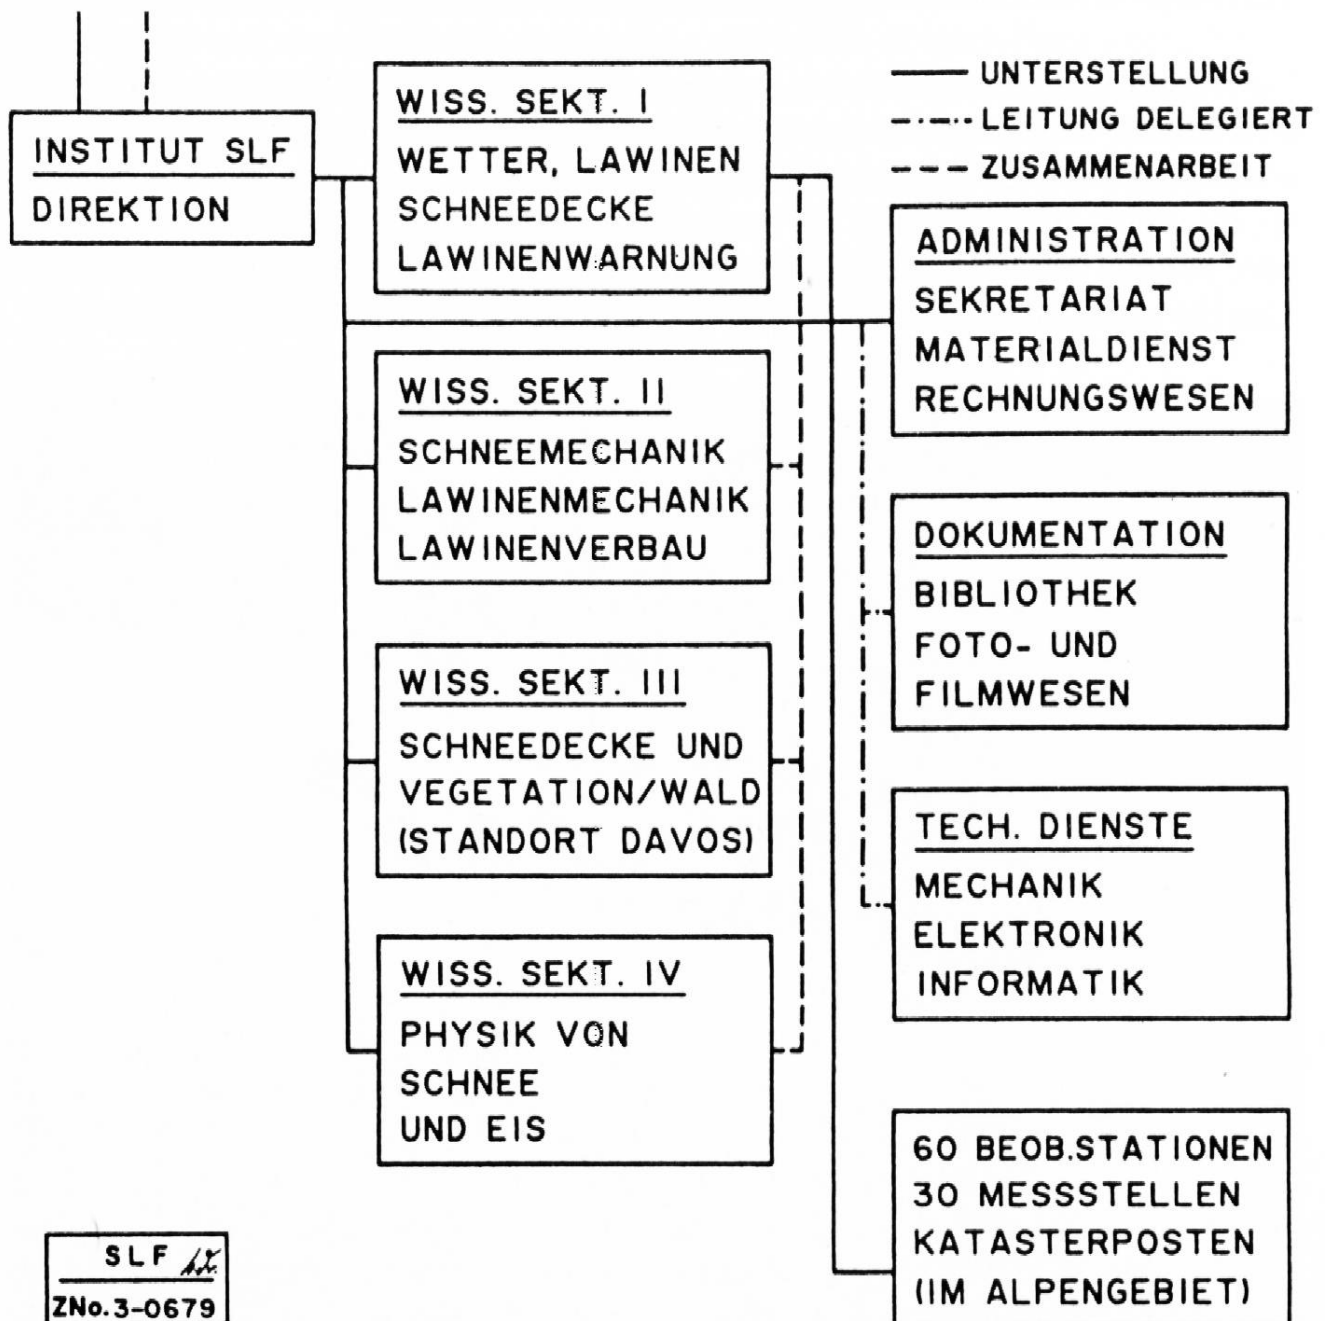 INSTITUT SLF
DIREKTION
WISS. SEKT. I
WETTER, LAWINEN
SCHNEEDECKE
LAWINENWARNUNG
WISS. SEKT. II
SCHNEEMECHANIK
LAWINENMECHANIK
LAWINENVERBAU
WISS. SEKT. III
SCHNEEDECKE UND
VEGETATION/WALD
(STANDORT DAVOS)
WISS. SEKT. IV
PHYSIK VON
SCHNEE
UND EIS
UNTERSTELLUNG
LEITUNG DELEGIERT
ZUSAMMENARBEIT
ADMINISTRATION
SEKRETARIAT
MATERIALDIENST
RECHNUNGSWESEN
DOKUMENTATION
BIBLIOTHEK
FOTO- UND
FILMWESEN
TECH. DIENSTE
MECHANIK
ELEKTRONIK
INFORMATIK
60 BEOB.STATIONEN
30 MESSSTELLEN
KATASTERPOSTEN
(IM ALPENGEBIET)
SLF
ZNo.3-0679